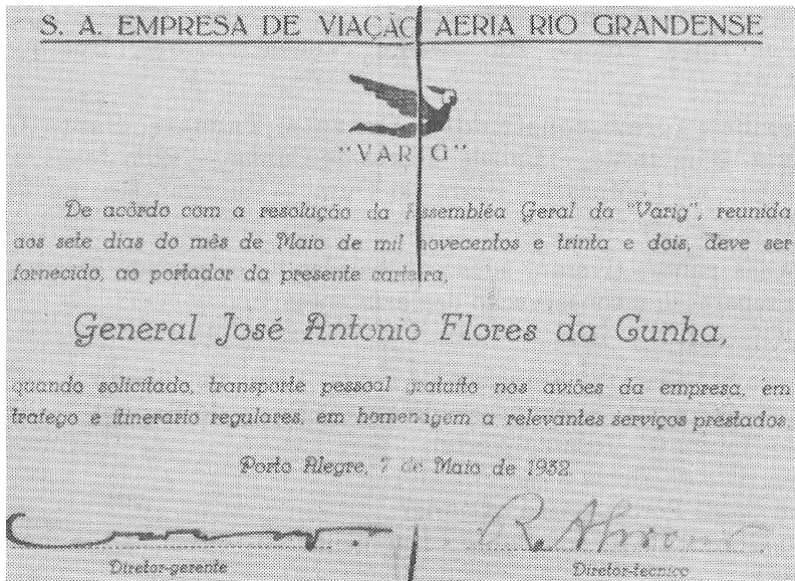 S. A. EMPRESA DE VIAÇÃO AERIA RIO GRANDENSE
"VARIG"
De acôrdo com a resolução da Assembléa Geral da "Varig", reunida
aos sete dias do mês de Maio de mil novecentos e trinta e dois, deve ser
fornecido, ao portador da presente carteira,
General José Antonio Flores da Cunha,
quando solicitado, transporte pessoal gratuito nos aviões da empresa, em
trafego e itinerario regulares, em homenagem a relevantes serviços prestados.
Porto Alegre, 7 de Maio de 1932
Diretor-gerente
Diretor-tecnico